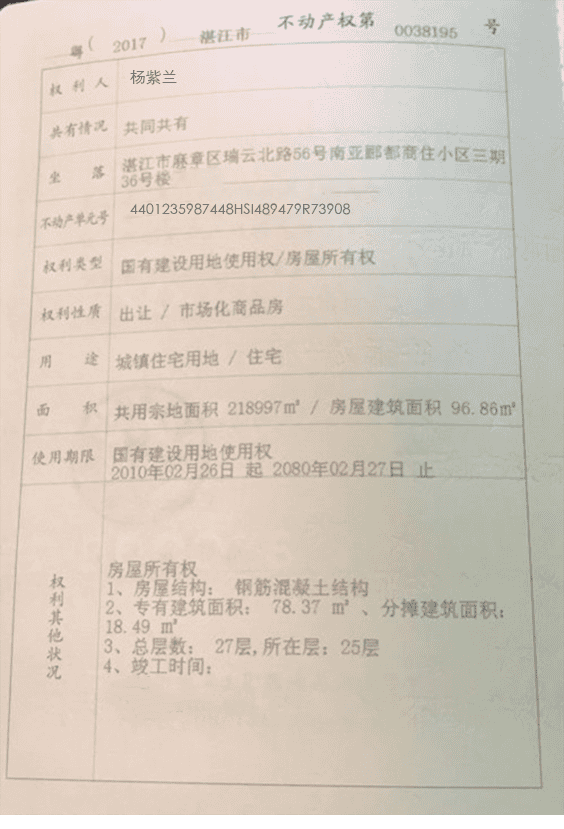 粤（2017）湛江市 不动产权第 0038195 号
权利人 杨紫兰
共有情况 共同共有
坐落 湛江市麻章区瑞云北路56号南亚郦都商住小区三期
36号楼
不动产单元号 4401235987448HSI489479R73908
权利类型 国有建设用地使用权/房屋所有权
权利性质 出让 / 市场化商品房
用途 城镇住宅用地 / 住宅
面积 共用宗地面积 218997㎡ / 房屋建筑面积 96.86㎡
使用期限 国有建设用地使用权
2010年02月26日 起 2080年02月27日 止
权利其他状况
房屋所有权
1、房屋结构： 钢筋混凝土结构
2、专有建筑面积： 78.37 ㎡ 、分摊建筑面积：
18.49 ㎡
3、总层数： 27层,所在层：25层
4、竣工时间：